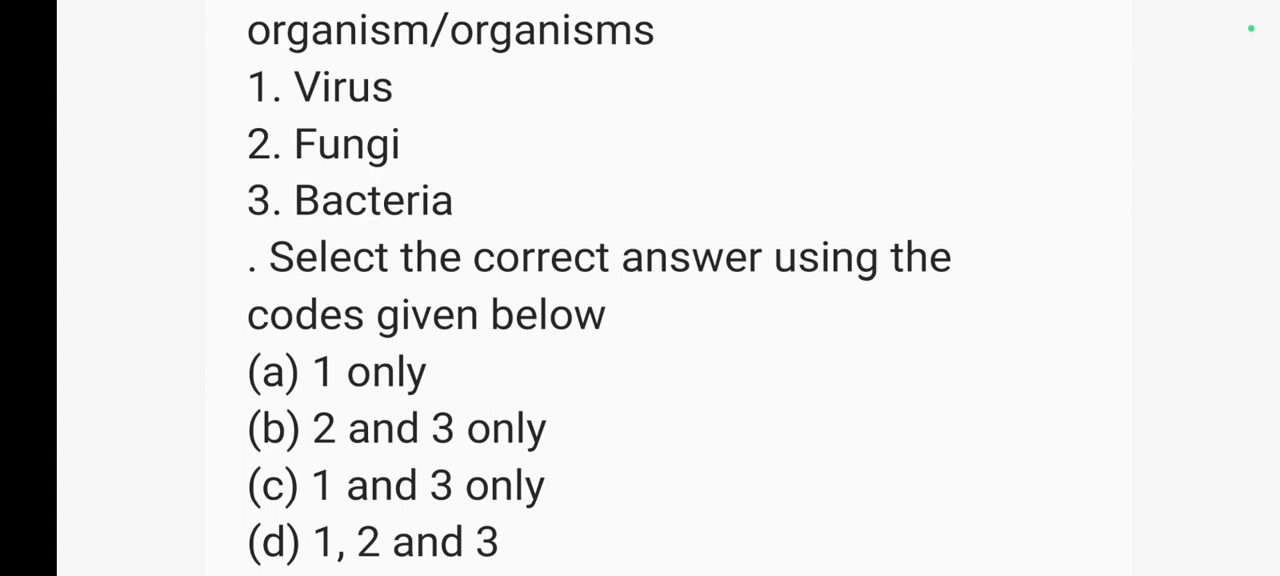 organism/organisms
1. Virus
2. Fungi
3. Bacteria
. Select the correct answer using the
codes given below
(a) 1 only
(b) 2 and 3 only
(c) 1 and 3 only
(d) 1, 2 and 3